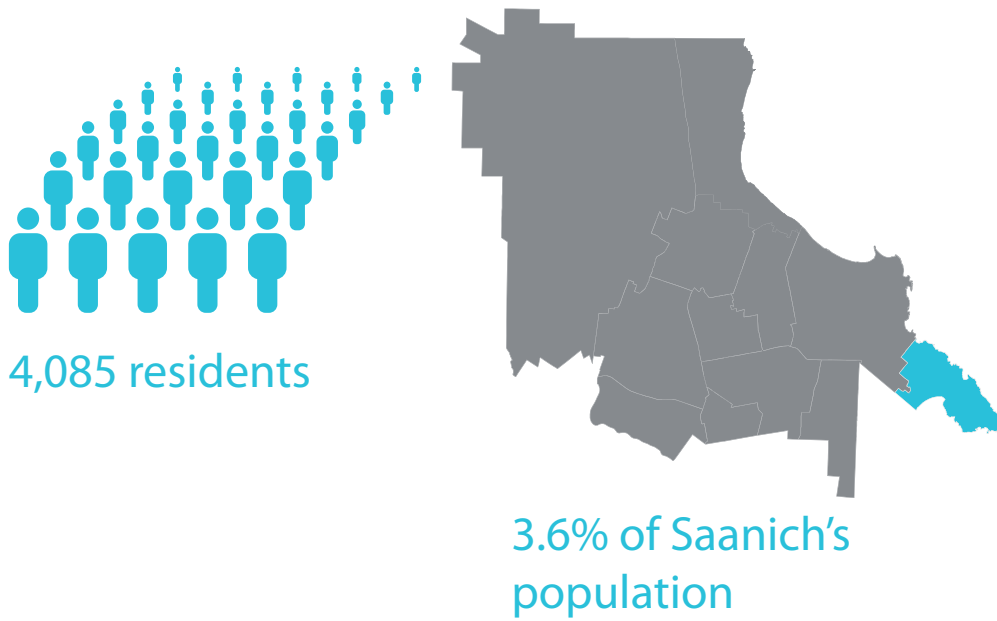 4,085 residents
3.6% of Saanich’s
population